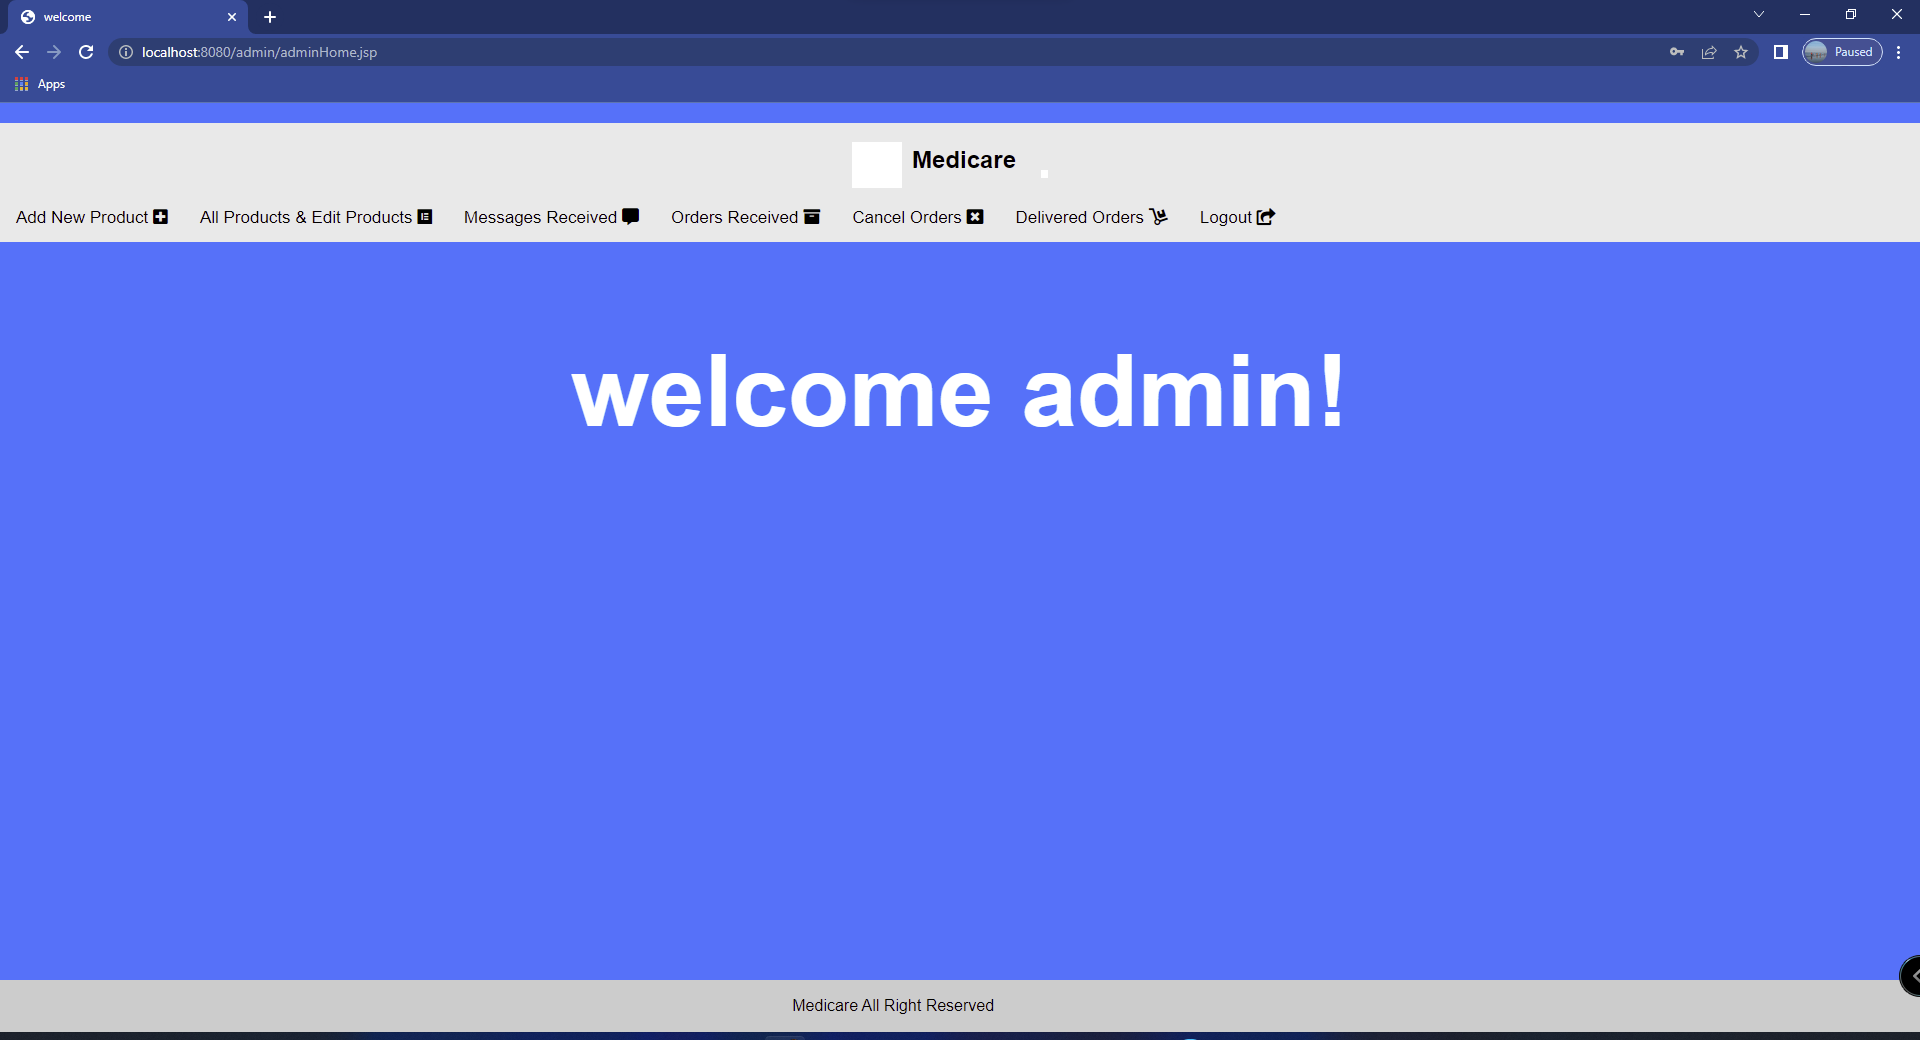 welcome
localhost:8080/admin/adminHome.jsp
Paused
Apps
Medicare
Add New Product All Products & Edit Products Messages Received Orders Received Cancel Orders Delivered Orders Logout
welcome admin!
Medicare All Right Reserved